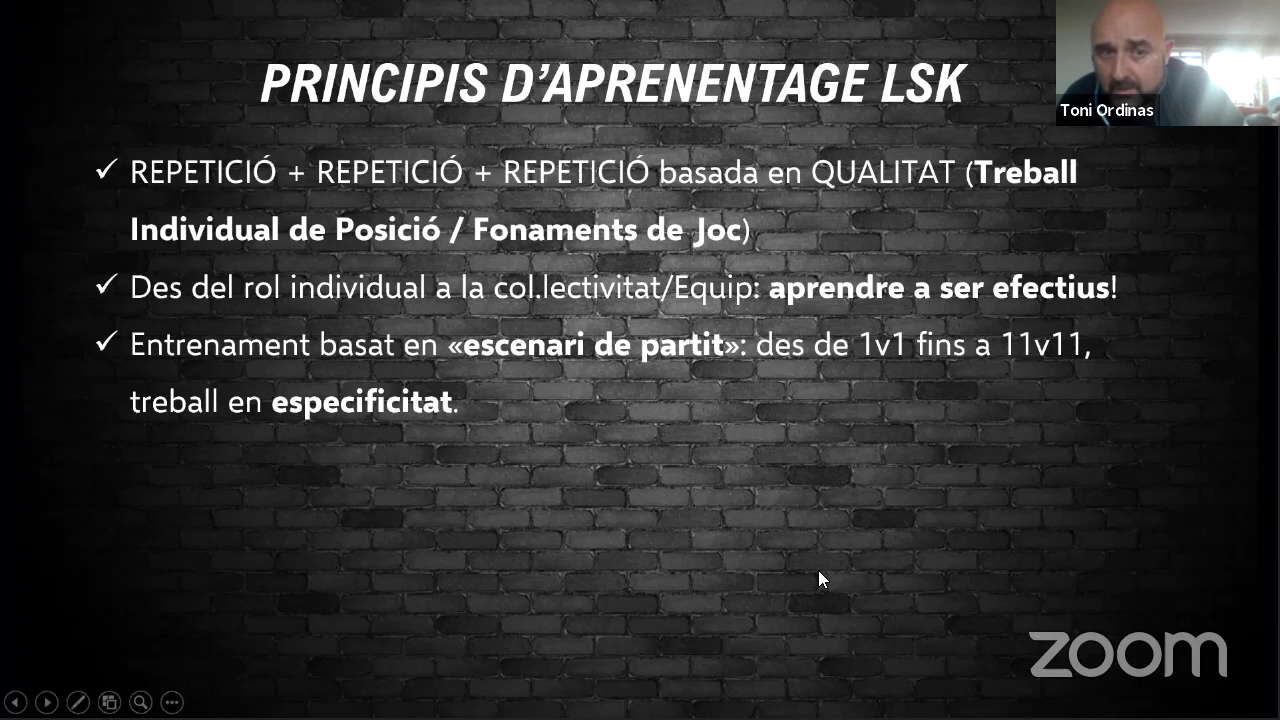 PRINCIPIS D’APRENENTAGE LSK
Toni Ordinas
✓ REPETICIÓ + REPETICIÓ + REPETICIÓ basada en QUALITAT (Treball
Individual de Posició / Fonaments de Joc)
✓ Des del rol individual a la col.lectivitat/Equip: aprendre a ser efectius!
✓ Entrenament basat en «escenari de partit»: des de 1v1 fins a 11v11,
treball en especificitat.
zoom